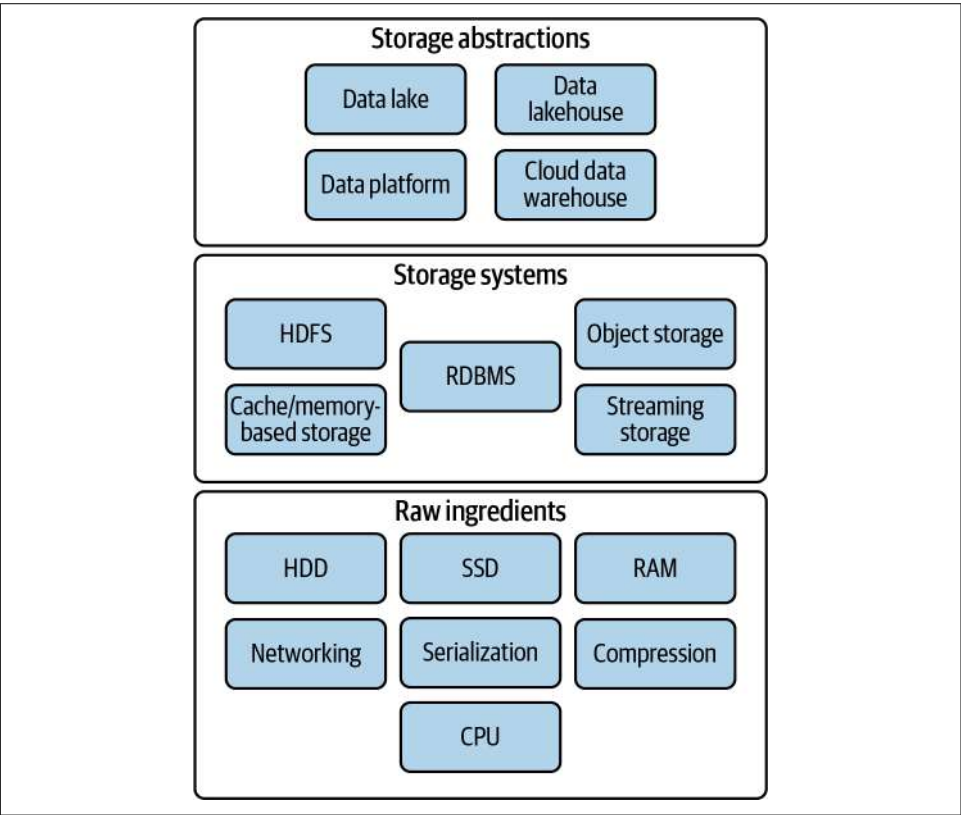 Storage abstractions
Data lake
Data
lakehouse
Data platform
Cloud data
warehouse
Storage systems
HDFS
Object storage
RDBMS
Cache/memory-
based storage
Streaming
storage
Raw ingredients
HDD
SSD
RAM
Networking
Serialization
Compression
CPU